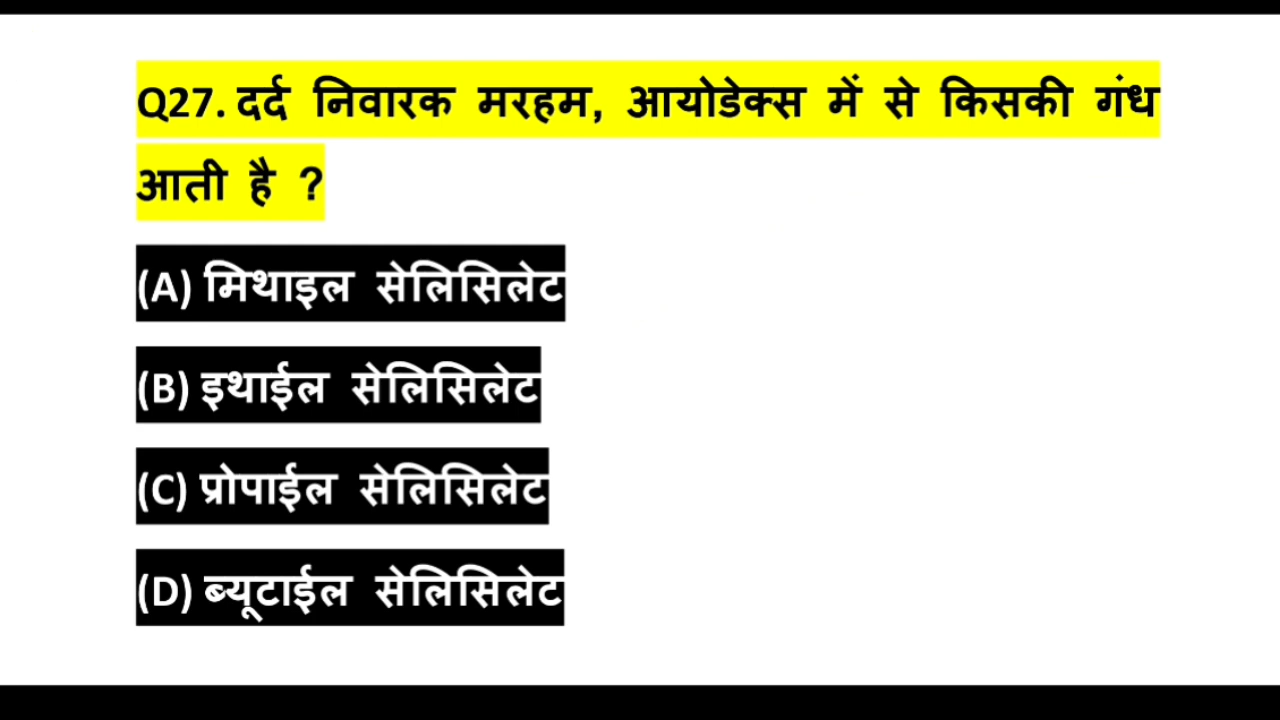 Q27. दर्द निवारक मरहम, आयोडेक्स में से किसकी गंध
आती है ?
(A) मिथाइल सेलिसिलेट
(B) इथाईल सेलिसिलेट
(C) प्रोपाईल सेलिसिलेट
(D) ब्यूटाईल सेलिसिलेट